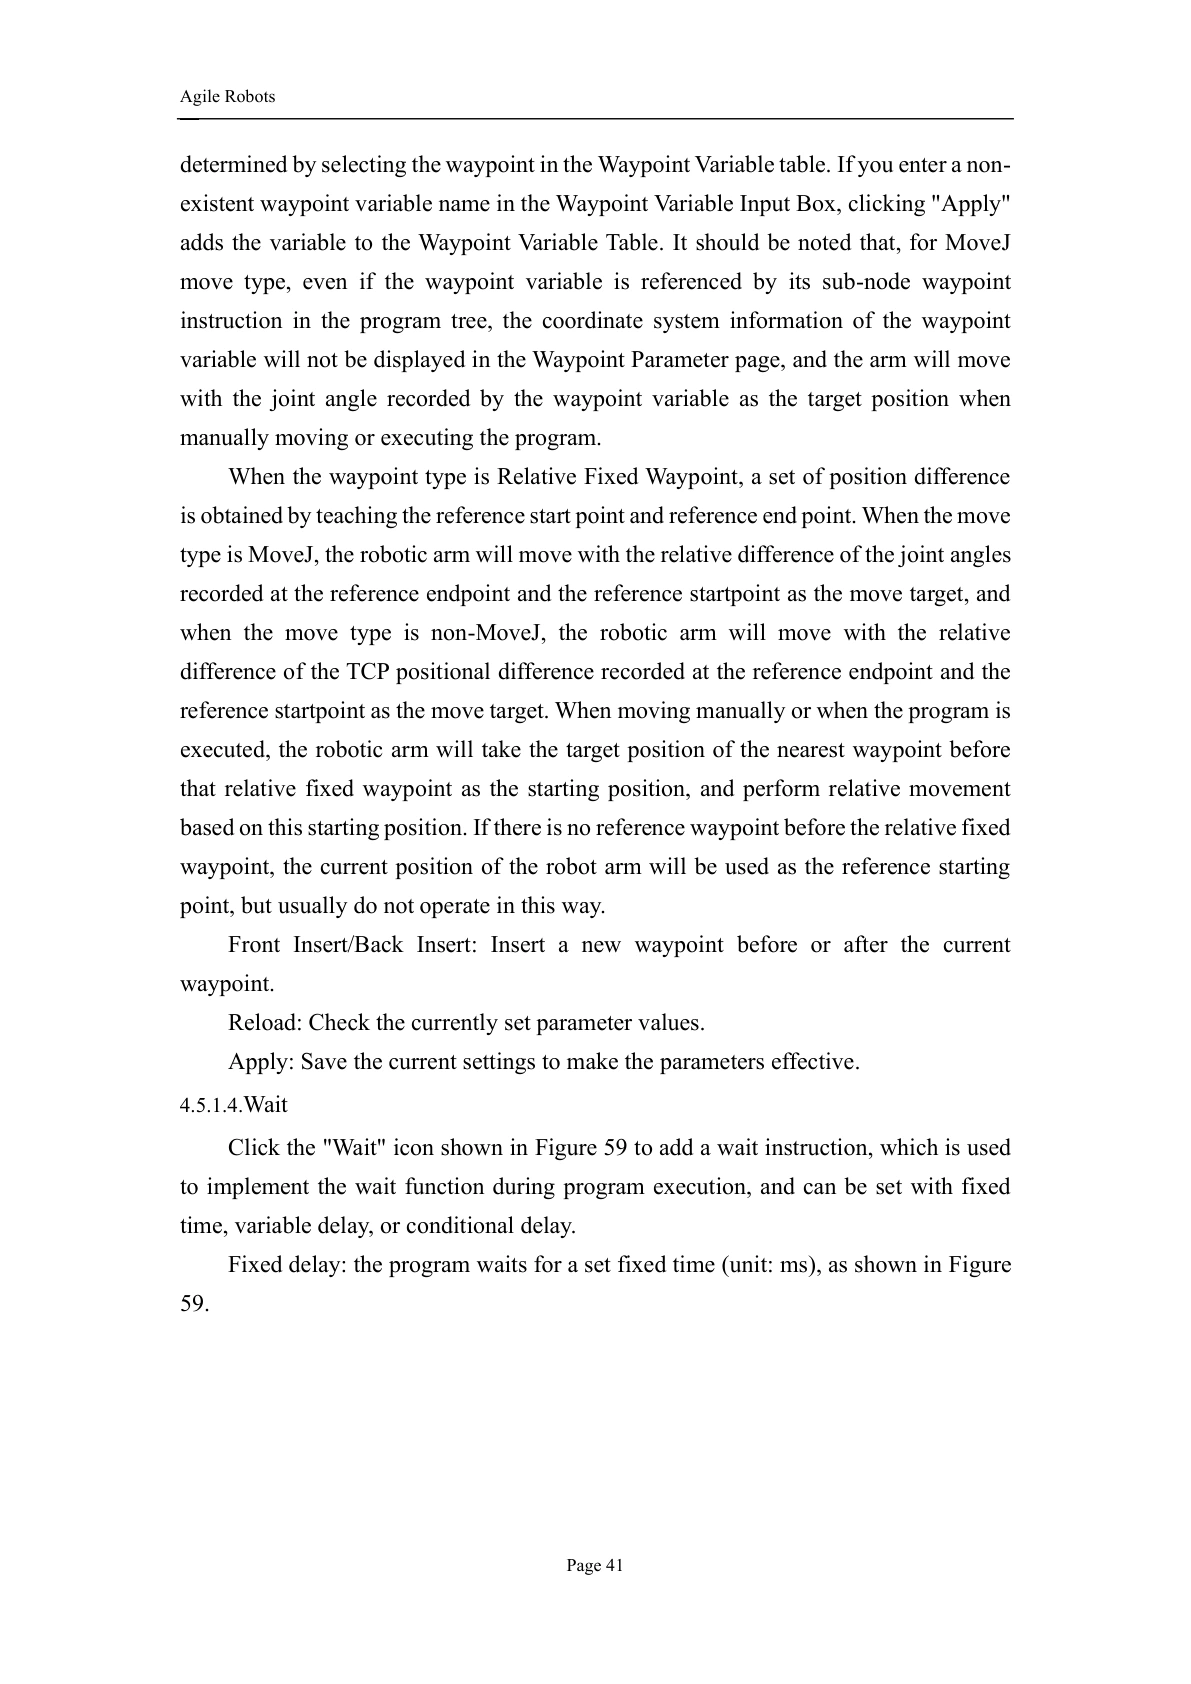 Agile Robots
determined by selecting the waypoint in the Waypoint Variable table. If you enter a non-
existent waypoint variable name in the Waypoint Variable Input Box, clicking "Apply"
adds the variable to the Waypoint Variable Table. It should be noted that, for MoveJ
move type, even if the waypoint variable is referenced by its sub-node waypoint
instruction in the program tree, the coordinate system information of the waypoint
variable will not be displayed in the Waypoint Parameter page, and the arm will move
with the joint angle recorded by the waypoint variable as the target position when
manually moving or executing the program.
When the waypoint type is Relative Fixed Waypoint, a set of position difference
is obtained by teaching the reference start point and reference end point. When the move
type is MoveJ, the robotic arm will move with the relative difference of the joint angles
recorded at the reference endpoint and the reference startpoint as the move target, and
when the move type is non-MoveJ, the robotic arm will move with the relative
difference of the TCP positional difference recorded at the reference endpoint and the
reference startpoint as the move target. When moving manually or when the program is
executed, the robotic arm will take the target position of the nearest waypoint before
that relative fixed waypoint as the starting position, and perform relative movement
based on this starting position. If there is no reference waypoint before the relative fixed
waypoint, the current position of the robot arm will be used as the reference starting
point, but usually do not operate in this way.
Front Insert/Back Insert: Insert a new waypoint before or after the current
waypoint.
Reload: Check the currently set parameter values.
Apply: Save the current settings to make the parameters effective.
4.5.1.4.Wait
Click the "Wait" icon shown in Figure 59 to add a wait instruction, which is used
to implement the wait function during program execution, and can be set with fixed
time, variable delay, or conditional delay.
Fixed delay: the program waits for a set fixed time (unit: ms), as shown in Figure
59.
Page 41